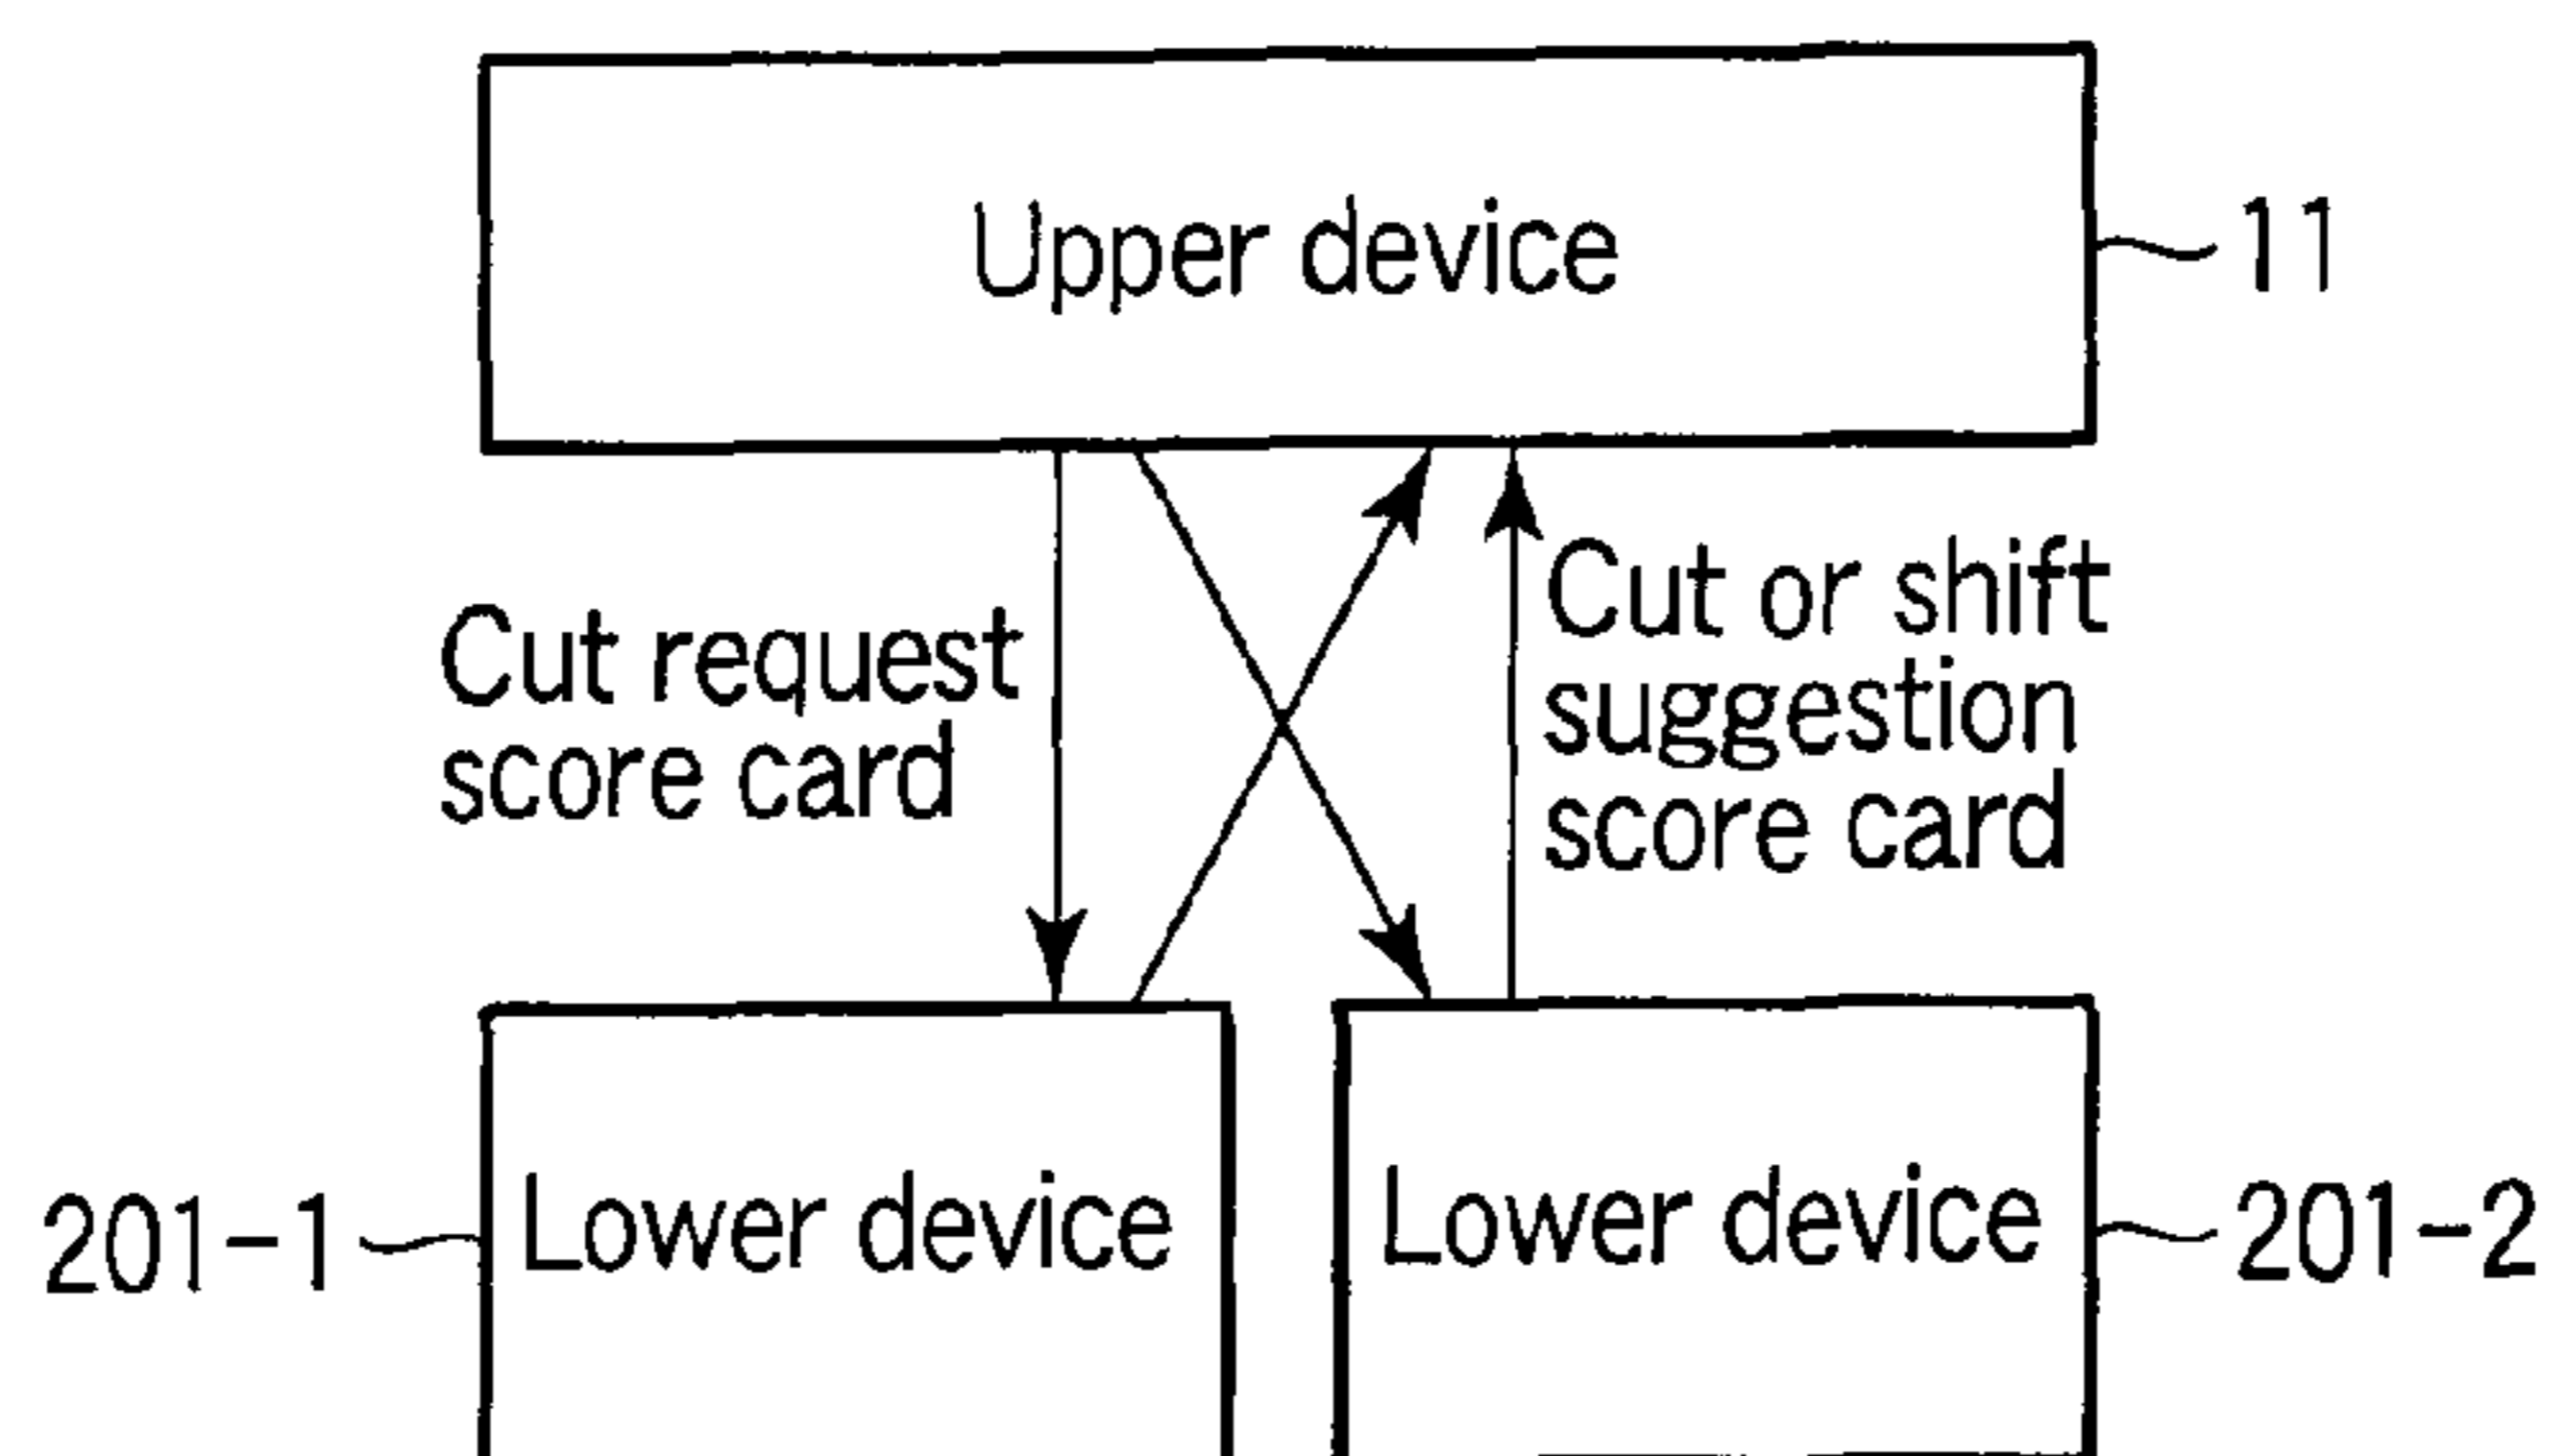 Upper device
11
Cut request
score card
Cut or shift
suggestion
score card
201-1
Lower device
Lower device
201-2